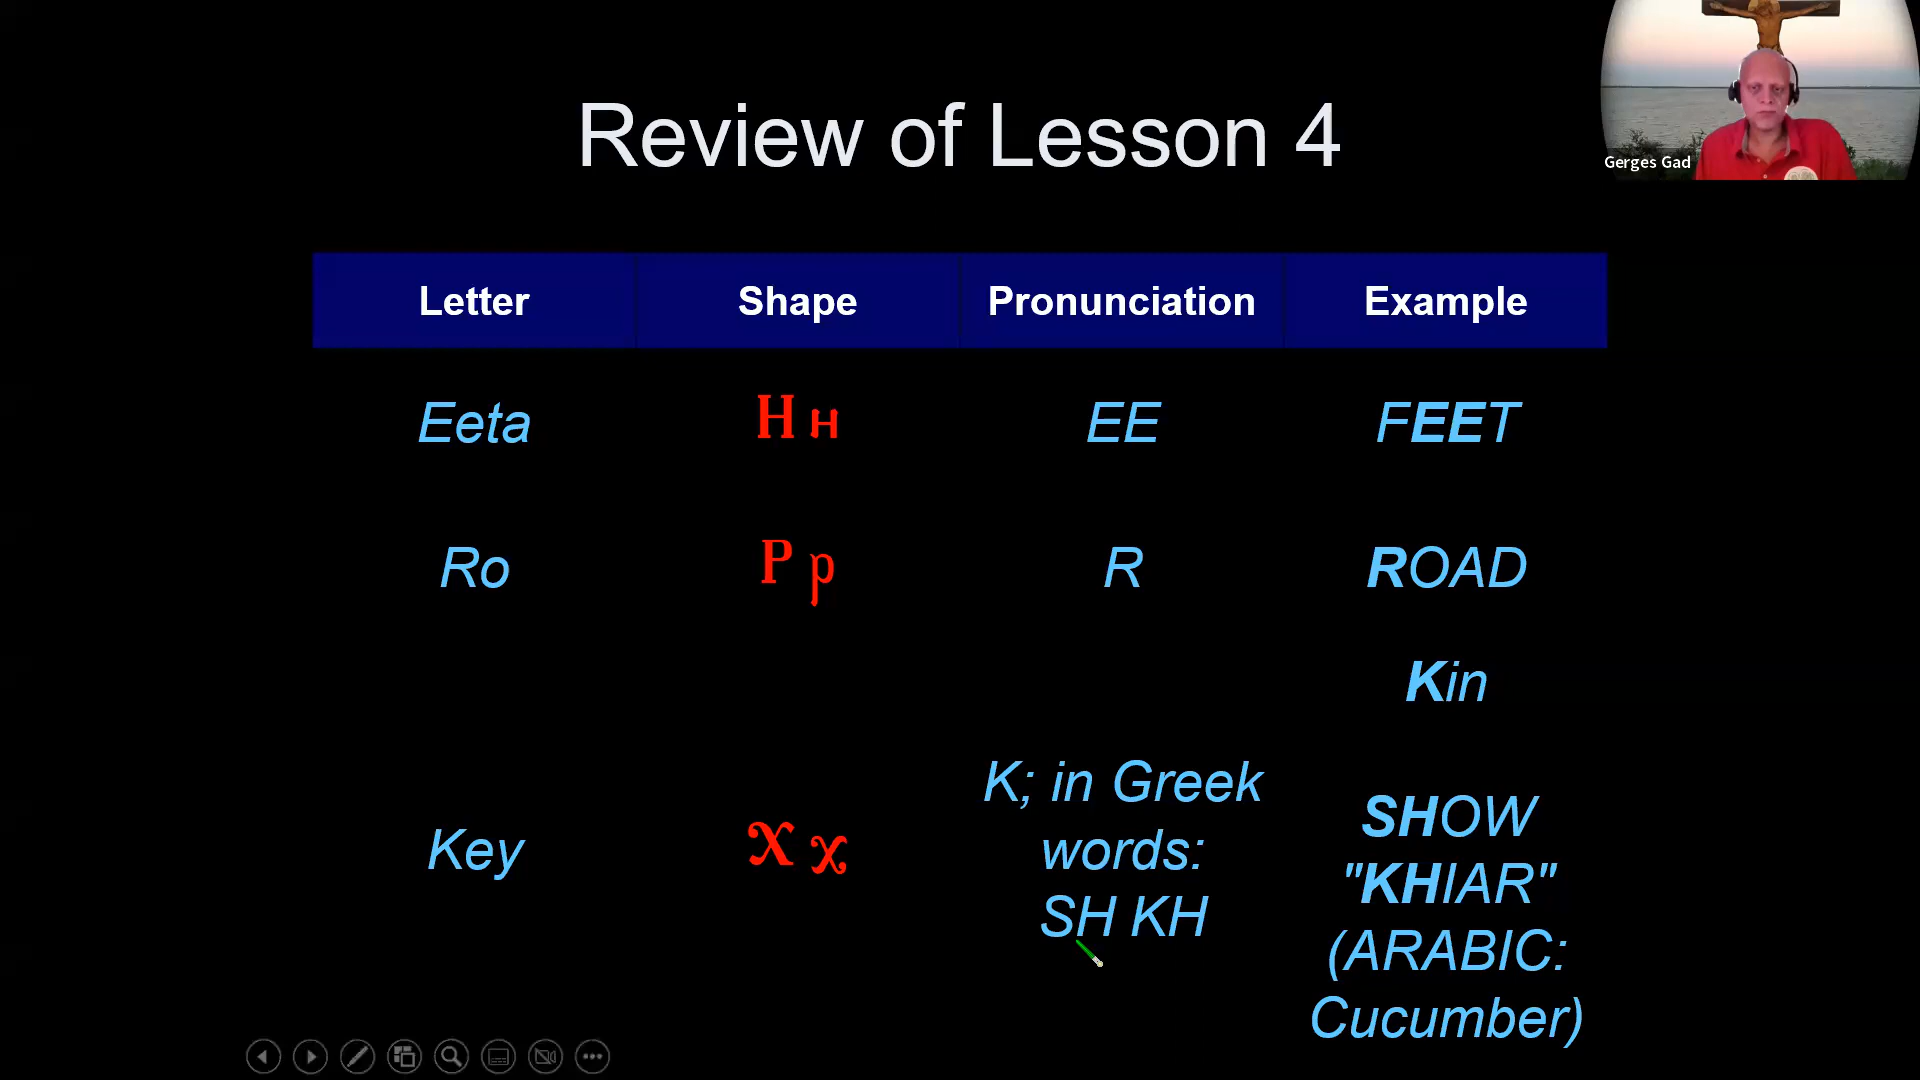 Review of Lesson 4
Gerges Gad
Letter Shape Pronunciation Example
Eeta Ⲏ ⲏ EE FEET
Ro Ⲣ ⲣ R ROAD
Key Ⲭ ⲭ
K; in Greek
words:
SH KH
Kin
SHOW
"KHIAR"
(ARABIC:
Cucumber)